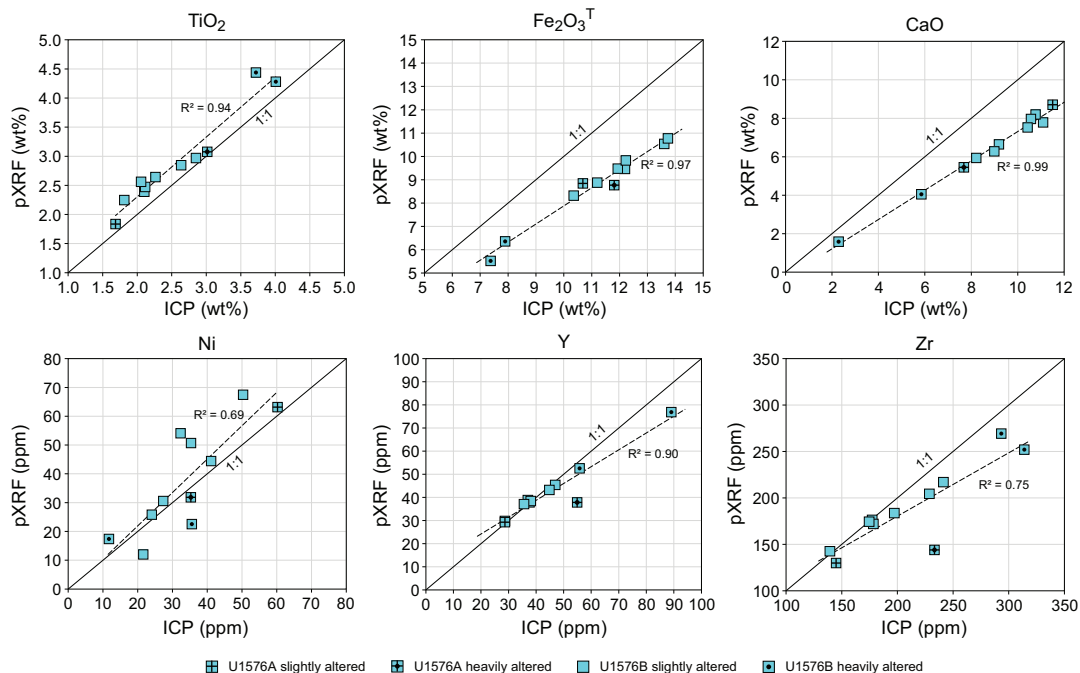 TiO₂
5.0
4.5
4.0
3.5
3.0
2.5
2.0
1.5
1.0
pXRF (wt%)
R² = 0.94
1:1
1.0 1.5 2.0 2.5 3.0 3.5 4.0 4.5 5.0
ICP (wt%)
Fe₂O₃ᵀ
15
14
13
12
11
10
9
8
7
6
5
pXRF (wt%)
1:1
R² = 0.97
5 6 7 8 9 10 11 12 13 14 15
ICP (wt%)
CaO
12
10
8
6
4
2
0
pXRF (wt%)
1:1
R² = 0.99
0 2 4 6 8 10 12
ICP (wt%)
Ni
80
70
60
50
40
30
20
10
0
pXRF (ppm)
R² = 0.69
1:1
0 10 20 30 40 50 60 70 80
ICP (ppm)
Y
100
90
80
70
60
50
40
30
20
10
0
pXRF (ppm)
1:1
R² = 0.90
0 10 20 30 40 50 60 70 80 90 100
ICP (ppm)
Zr
350
300
250
200
150
100
pXRF (ppm)
1:1
R² = 0.75
100 150 200 250 300 350
ICP (ppm)
U1576A slightly altered U1576A heavily altered U1576B slightly altered U1576B heavily altered